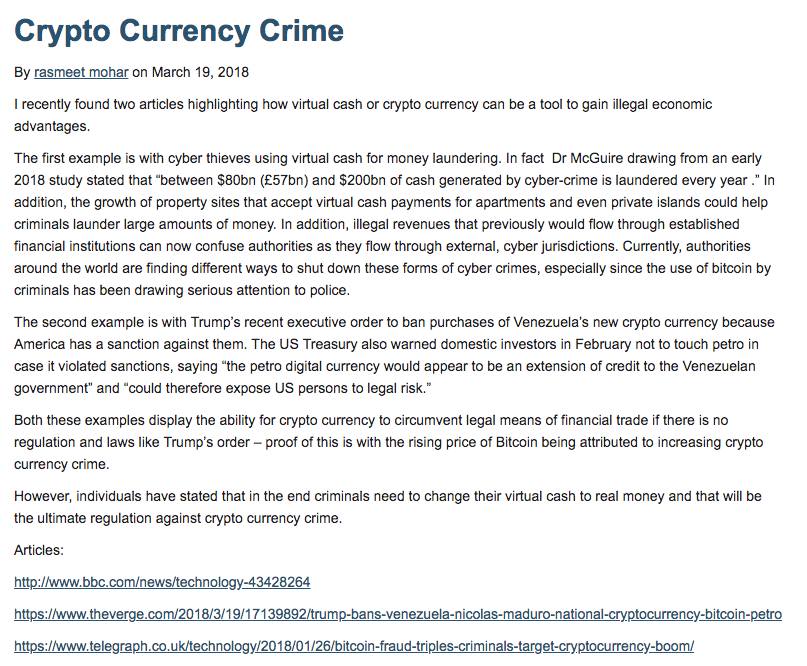 Crypto Currency Crime
By rasmeet mohar on March 19, 2018
I recently found two articles highlighting how virtual cash or crypto currency can be a tool to gain illegal economic
advantages.
The first example is with cyber thieves using virtual cash for money laundering. In fact  Dr McGuire drawing from an early
2018 study stated that “between $80bn (£57bn) and $200bn of cash generated by cyber-crime is laundered every year .” In
addition, the growth of property sites that accept virtual cash payments for apartments and even private islands could help
criminals launder large amounts of money. In addition, illegal revenues that previously would flow through established
financial institutions can now confuse authorities as they flow through external, cyber jurisdictions. Currently, authorities
around the world are finding different ways to shut down these forms of cyber crimes, especially since the use of bitcoin by
criminals has been drawing serious attention to police.
The second example is with Trump’s recent executive order to ban purchases of Venezuela’s new crypto currency because
America has a sanction against them. The US Treasury also warned domestic investors in February not to touch petro in
case it violated sanctions, saying “the petro digital currency would appear to be an extension of credit to the Venezuelan
government” and “could therefore expose US persons to legal risk.”
Both these examples display the ability for crypto currency to circumvent legal means of financial trade if there is no
regulation and laws like Trump’s order – proof of this is with the rising price of Bitcoin being attributed to increasing crypto
currency crime.
However, individuals have stated that in the end criminals need to change their virtual cash to real money and that will be
the ultimate regulation against crypto currency crime.
Articles:
http://www.bbc.com/news/technology-43428264
https://www.theverge.com/2018/3/19/17139892/trump-bans-venezuela-nicolas-maduro-national-cryptocurrency-bitcoin-petro
https://www.telegraph.co.uk/technology/2018/01/26/bitcoin-fraud-triples-criminals-target-cryptocurrency-boom/